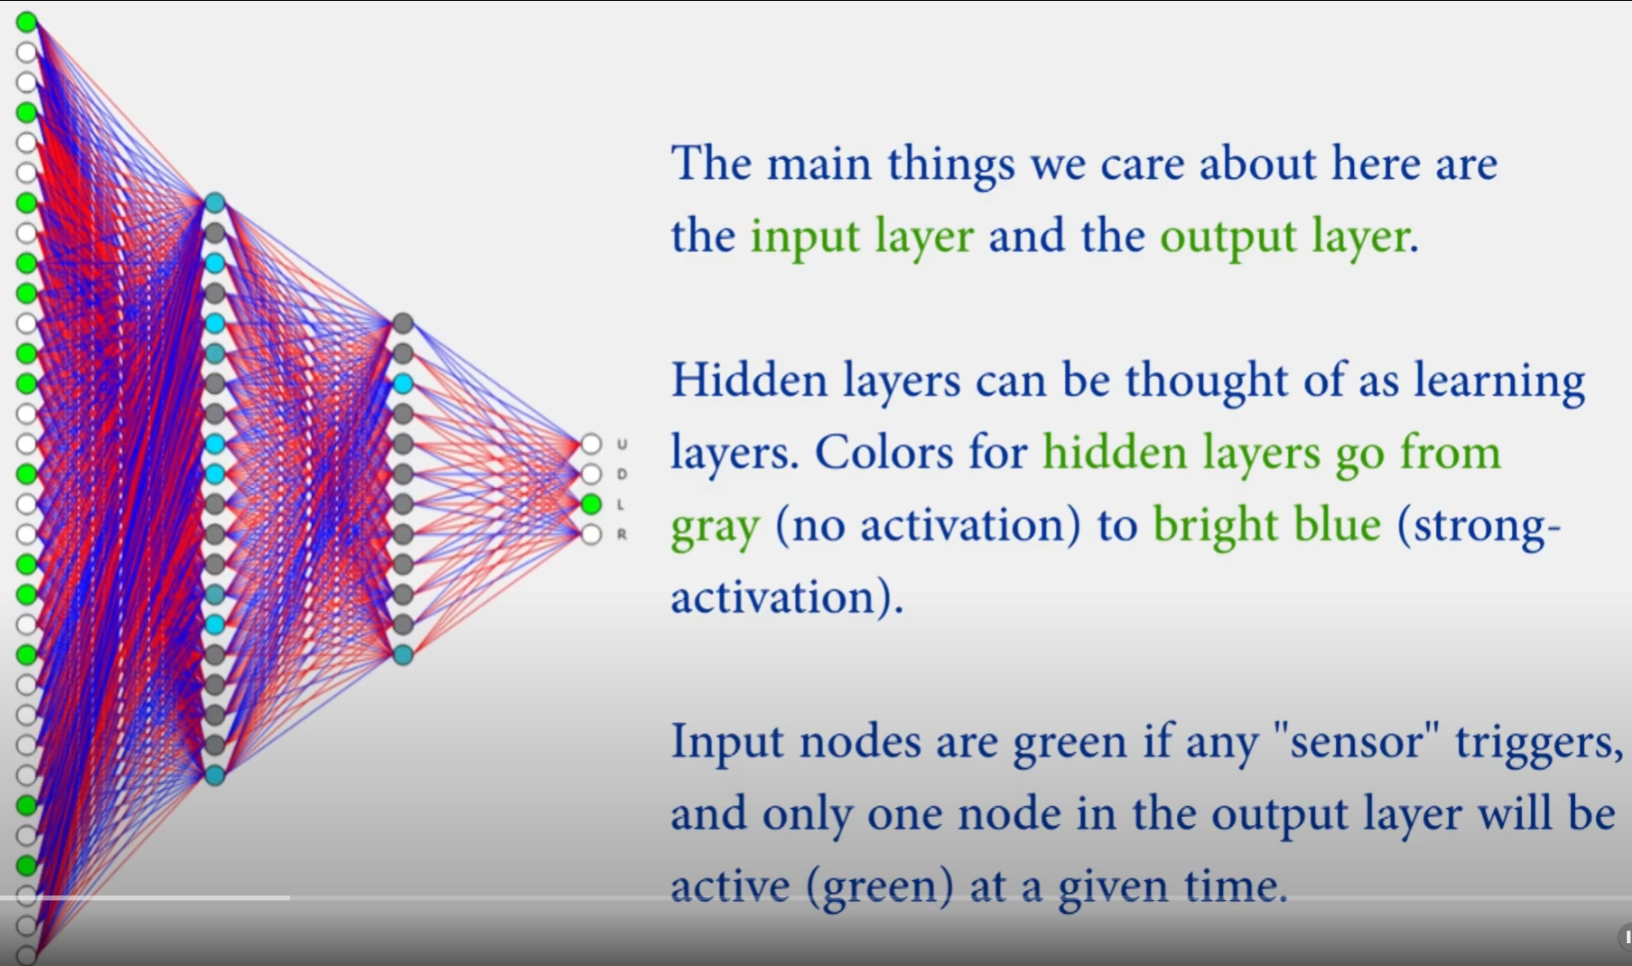 The main things we care about here are
the input layer and the output layer.
Hidden layers can be thought of as learning
layers. Colors for hidden layers go from
gray (no activation) to bright blue (strong-
activation).
Input nodes are green if any "sensor" triggers,
and only one node in the output layer will be
active (green) at a given time.
U
D
L
R